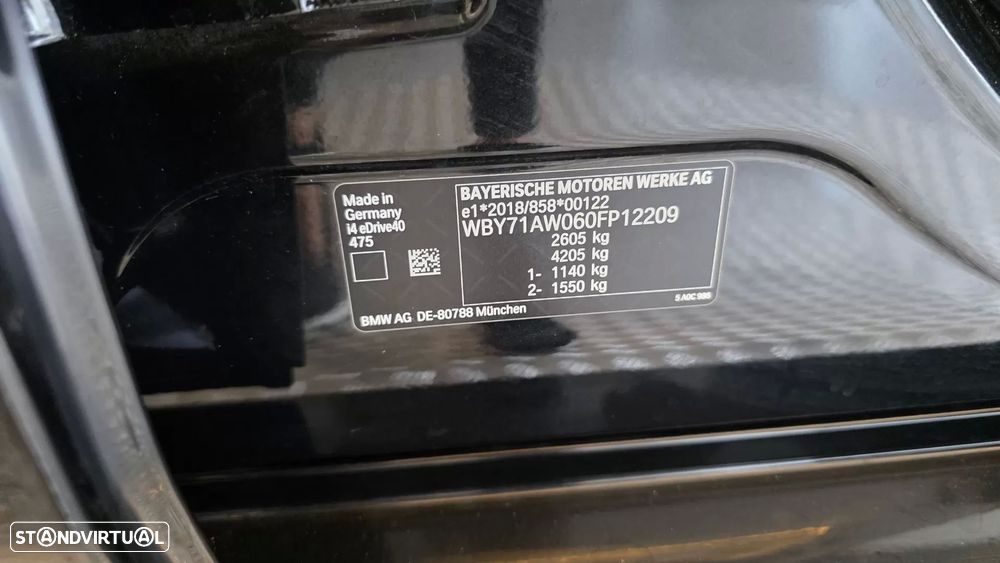 Made in
Germany
i4 eDrive40
475
BAYERISCHE MOTOREN WERKE AG
e1*2018/858*00122
WBY71AW060FP12209
2605 kg
4205 kg
1- 1140 kg
2- 1550 kg
BMW AG DE-80788 München
5 A0C 986
STANDVIRTUAL